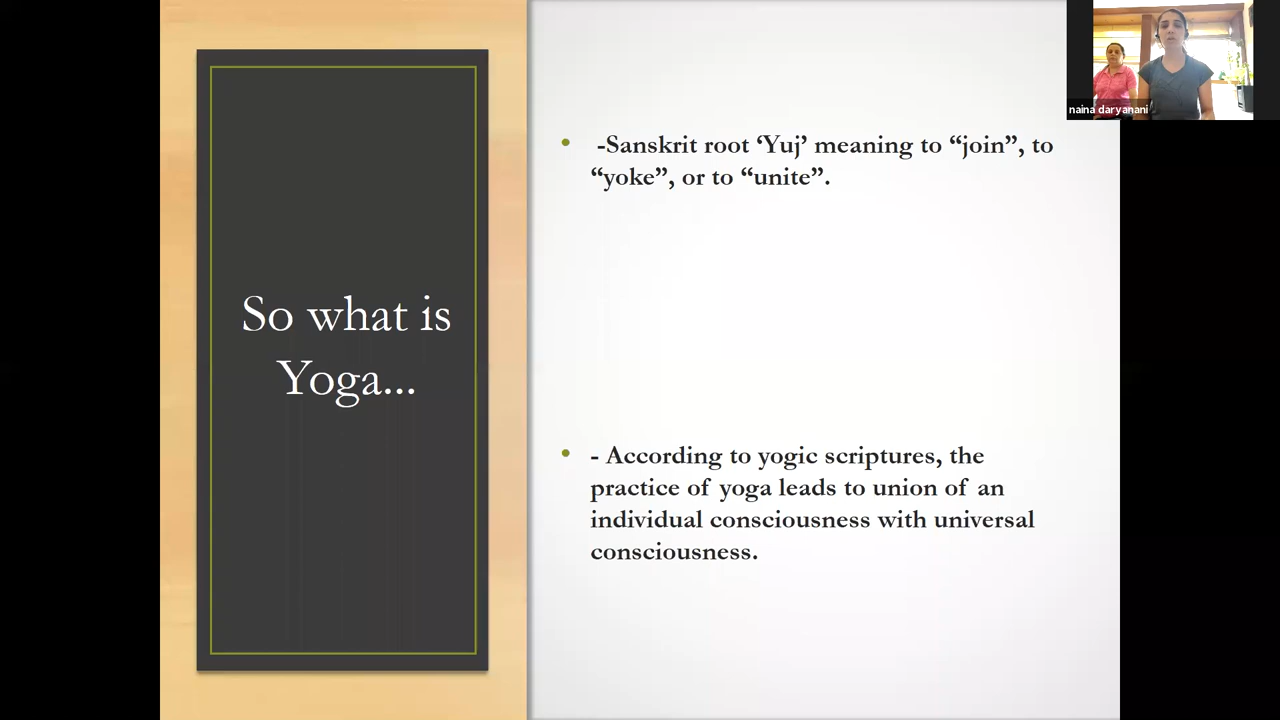 So what is
Yoga...
-Sanskrit root ‘Yuj’ meaning to “join”, to
“yoke”, or to “unite”.
- According to yogic scriptures, the
practice of yoga leads to union of an
individual consciousness with universal
consciousness.
naina daryanani